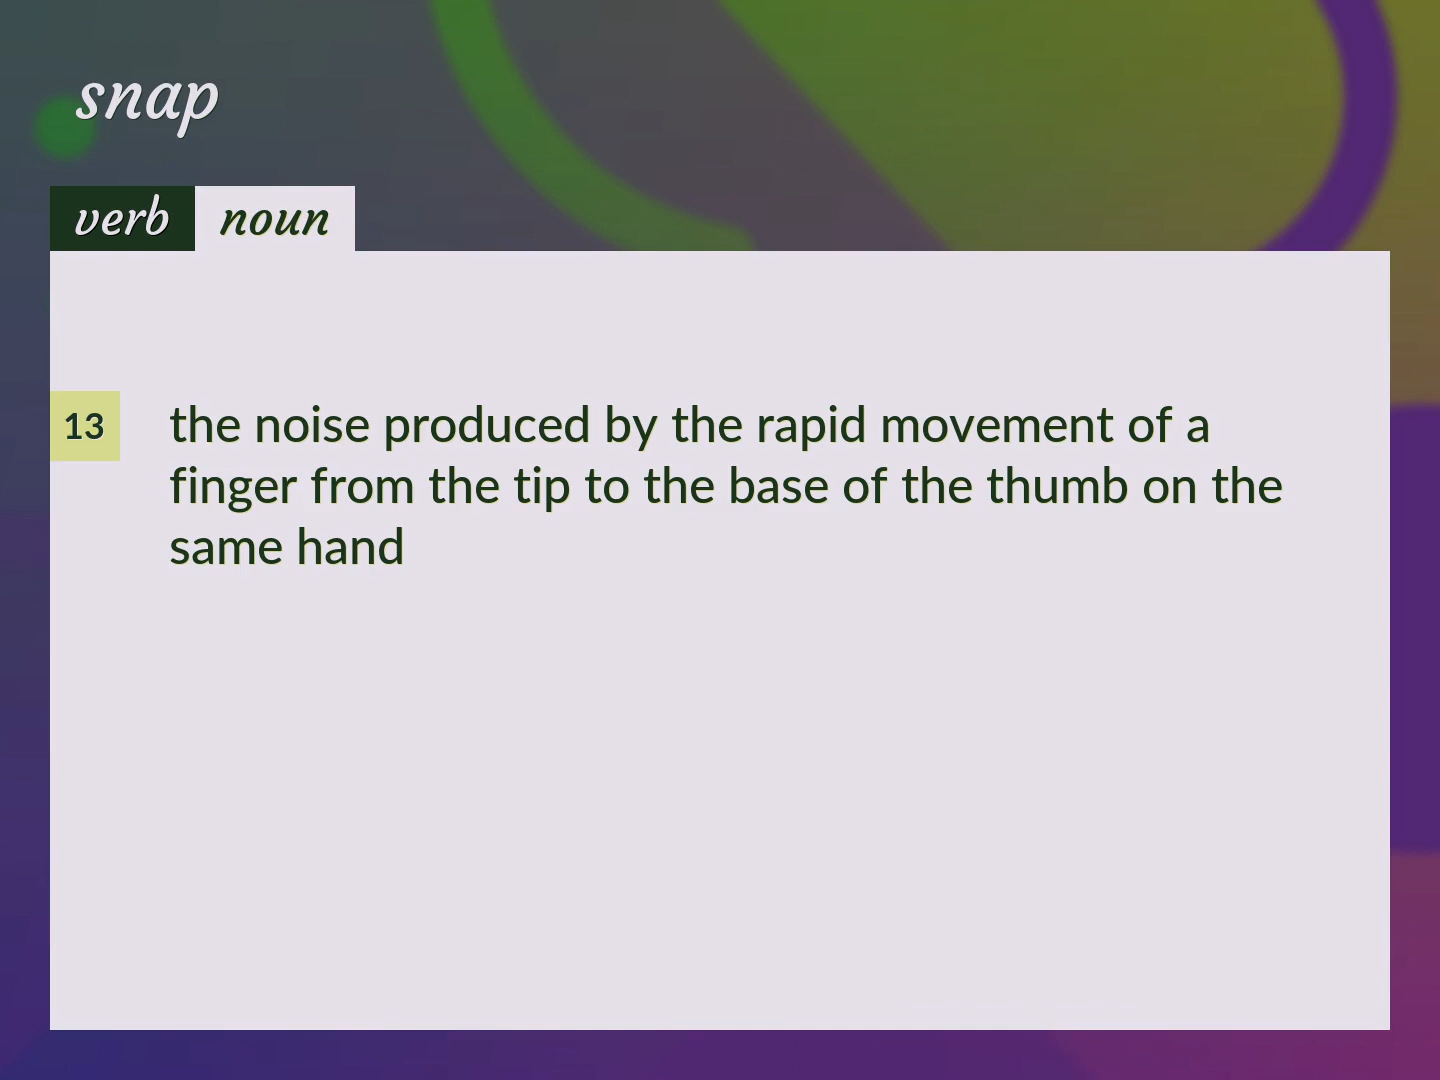 snap
verb noun
13 the noise produced by the rapid movement of a
finger from the tip to the base of the thumb on the
same hand